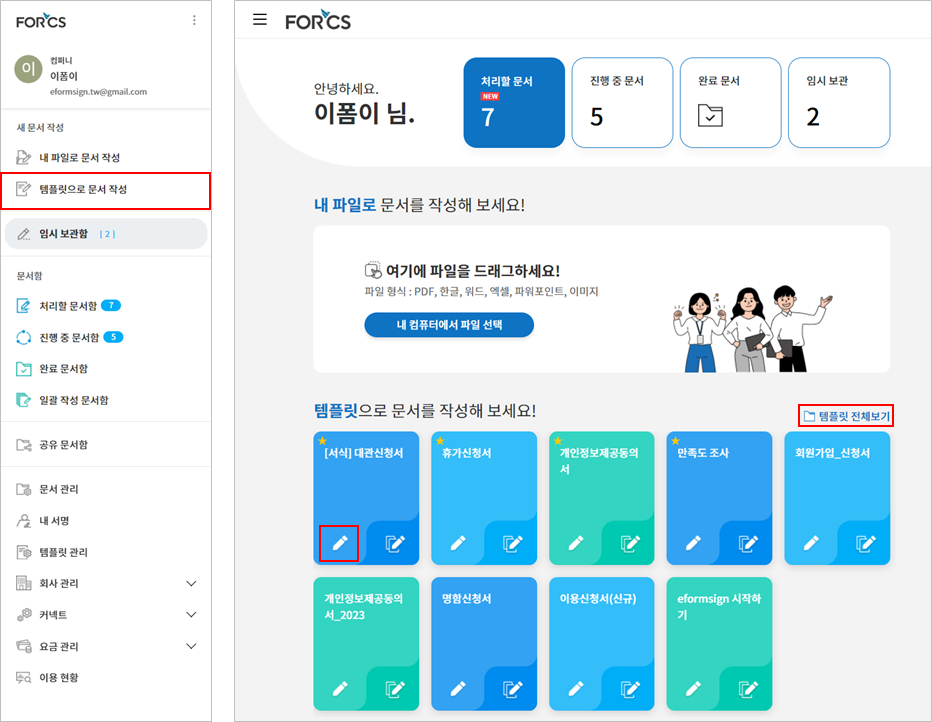 FORCS
이
컴퍼니
이폼이
eformsign.tw@gmail.com
새 문서 작성
내 파일로 문서 작성
템플릿으로 문서 작성
임시 보관함 [ 2 ]
문서함
처리할 문서함 7
진행 중 문서함 5
완료 문서함
일괄 작성 문서함
공유 문서함
문서 관리
내 서명
템플릿 관리
회사 관리
커넥트
요금 관리
이용 현황
FORCS
안녕하세요.
이폼이 님.
처리할 문서
NEW
7
진행 중 문서
5
완료 문서
임시 보관
2
내 파일로 문서를 작성해 보세요!
여기에 파일을 드래그하세요!
파일 형식 : PDF, 한글, 워드, 엑셀, 파워포인트, 이미지
내 컴퓨터에서 파일 선택
템플릿으로 문서를 작성해 보세요!
템플릿 전체보기
[서식] 대관신청서
휴가신청서
개인정보제공동의
서
만족도 조사
회원가입_신청서
개인정보제공동의
서_2023
명함신청서
이용신청서(신규)
eformsign 시작하
기